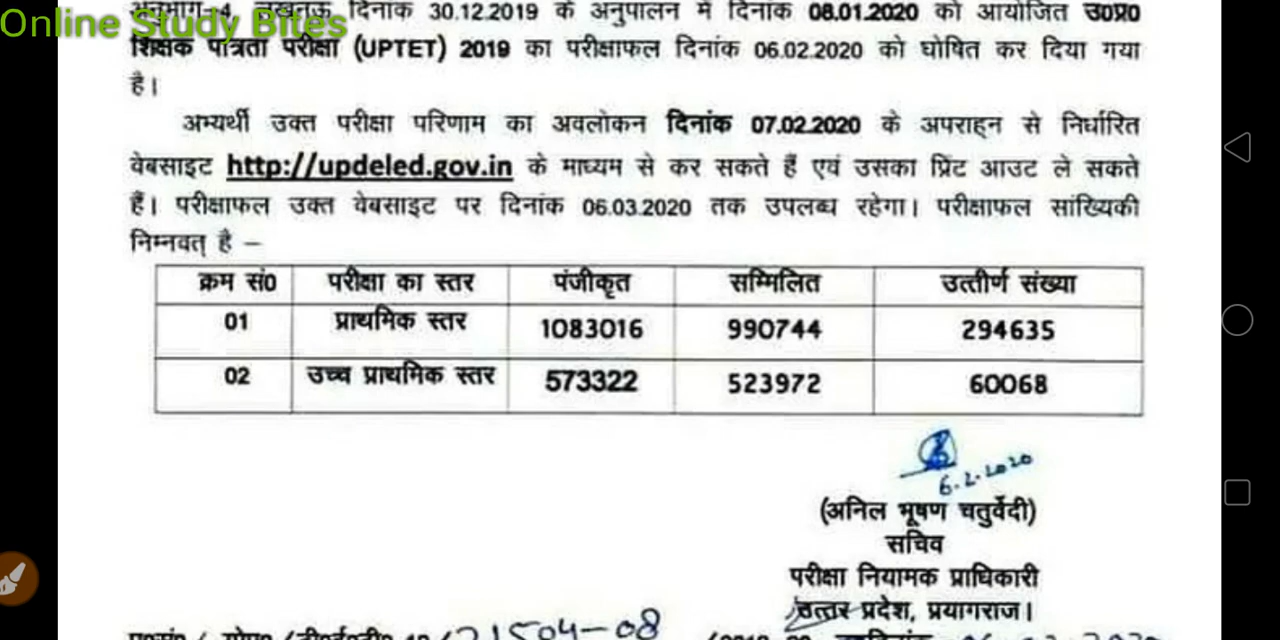 Online Study Bites
दिनांक 30.12.2019 के अनुपालन में दिनांक 08.01.2020 को आयोजित उ0प्र0
शिक्षक पात्रता परीक्षा (UPTET) 2019 का परीक्षाफल दिनांक 06.02.2020 को घोषित कर दिया गया
है।
अभ्यर्थी उक्त परीक्षा परिणाम का अवलोकन दिनांक 07.02.2020 के अपराह्न से निर्धारित
वेबसाइट http://updeled.gov.in के माध्यम से कर सकते हैं एवं उसका प्रिंट आउट ले सकते
हैं। परीक्षाफल उक्त वेबसाइट पर दिनांक 06.03.2020 तक उपलब्ध रहेगा। परीक्षाफल सांख्यिकी
निम्नवत् है –
क्रम सं0 परीक्षा का स्तर पंजीकृत सम्मिलित उत्तीर्ण संख्या
01 प्राथमिक स्तर 1083016 990744 294635
02 उच्च प्राथमिक स्तर 573322 523972 60068
6.2.2020
(अनिल भूषण चतुर्वेदी)
सचिव
परीक्षा नियामक प्राधिकारी
उत्तर प्रदेश, प्रयागराज।
21504-08